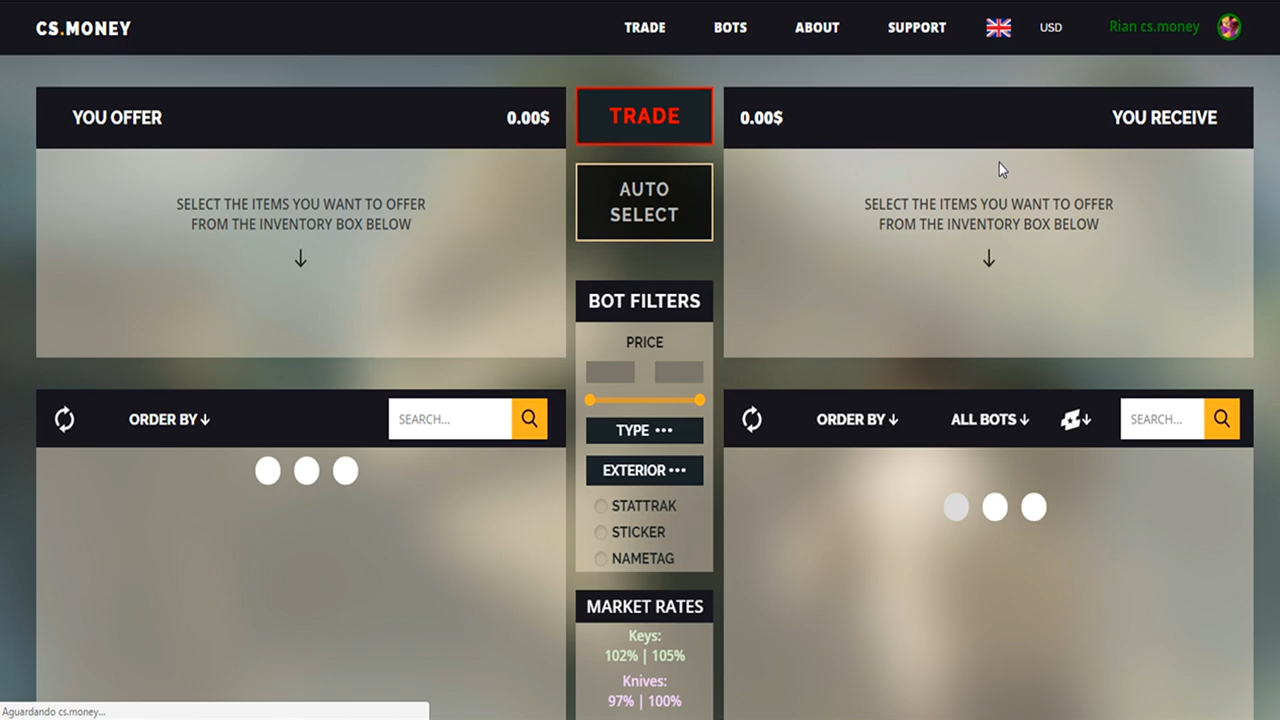 CS.MONEY
TRADE
BOTS
ABOUT
SUPPORT
USD
Rian cs.money
YOU OFFER
0.00$
SELECT THE ITEMS YOU WANT TO OFFER
FROM THE INVENTORY BOX BELOW
TRADE
AUTO
SELECT
0.00$
YOU RECEIVE
SELECT THE ITEMS YOU WANT TO OFFER
FROM THE INVENTORY BOX BELOW
ORDER BY
SEARCH...
BOT FILTERS
PRICE
TYPE •••
EXTERIOR •••
STATTRAK
STICKER
NAMETAG
MARKET RATES
Keys:
102% | 105%
Knives:
97% | 100%
ORDER BY
ALL BOTS
SEARCH...
Aguardando cs.money...